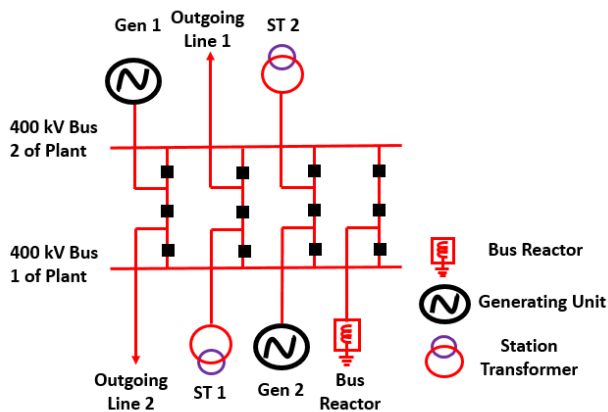 Gen 1
Outgoing
Line 1
ST 2
400 kV Bus
2 of Plant
400 kV Bus
1 of Plant
Outgoing
Line 2
ST 1
Gen 2
Bus
Reactor
Bus Reactor
Generating Unit
Station
Transformer